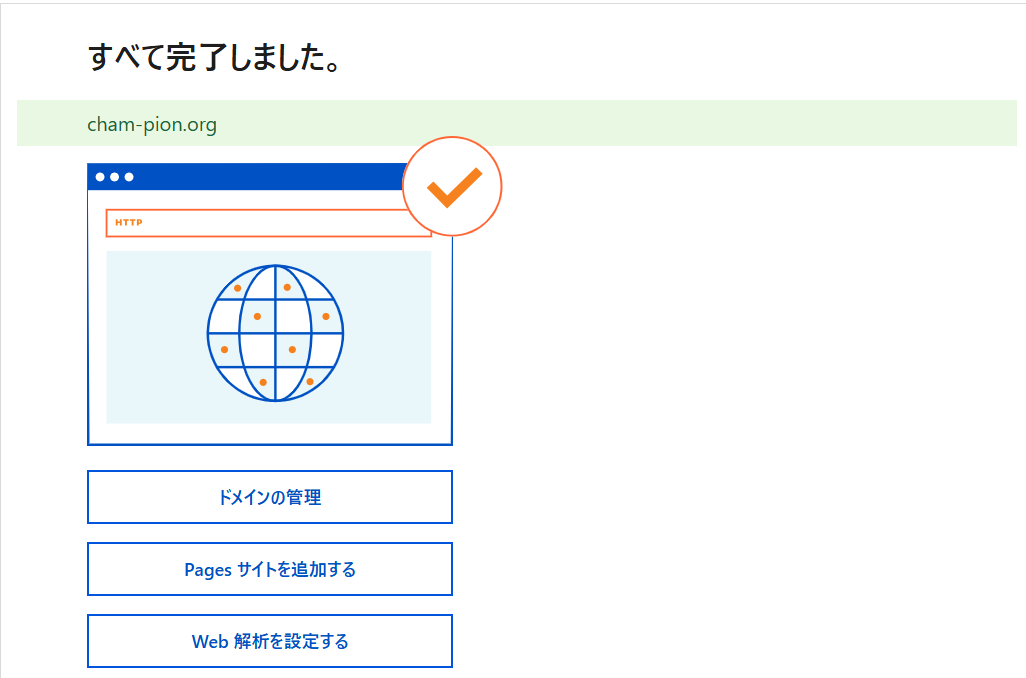 すべて完了しました。
cham-pion.org
HTTP
ドメインの管理
Pages サイトを追加する
Web 解析を設定する